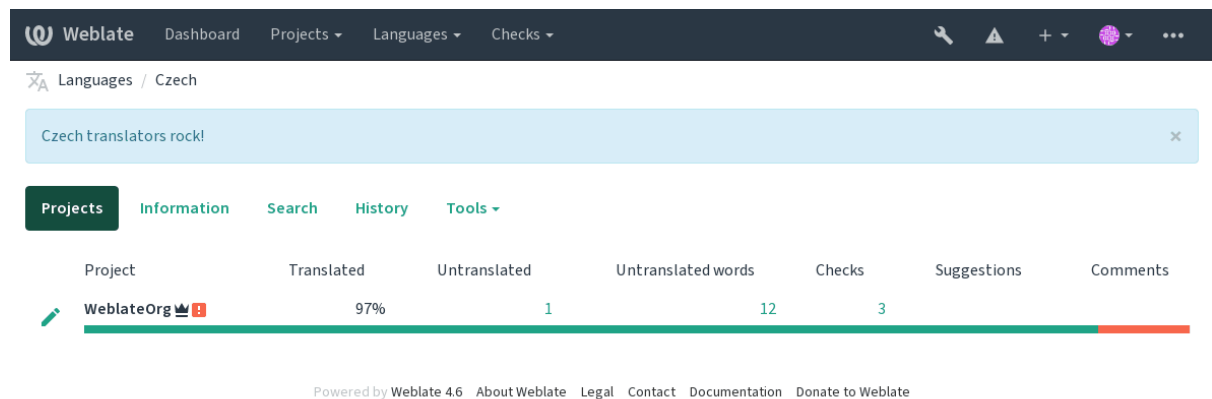 Weblate Dashboard Projects Languages Checks
Languages / Czech
Czech translators rock! ×
Projects Information Search History Tools
Project Translated Untranslated Untranslated words Checks Suggestions Comments
WeblateOrg 97% 1 12 3
Powered by Weblate 4.6 About Weblate Legal Contact Documentation Donate to Weblate